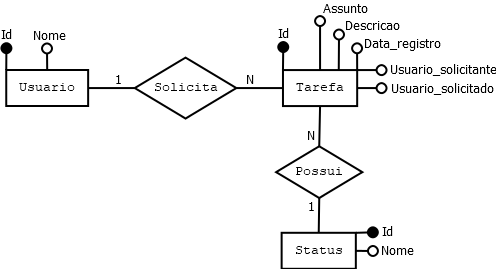 Assunto
Descricao
Id
Nome
Id
Data_registro
Usuario_solicitante
Usuario
1
Solicita
N
Tarefa
Usuario_solicitado
N
Possui
1
Id
Status
Nome